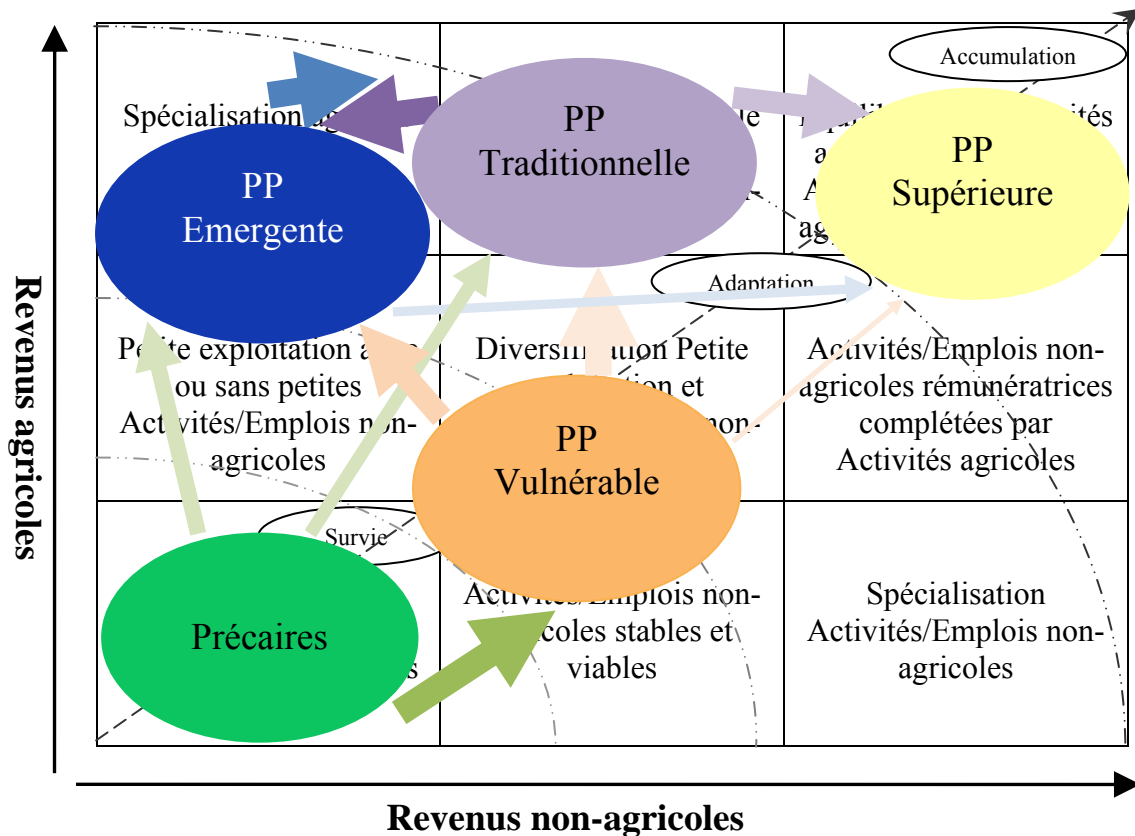 Accumulation
Spécialisation
PP
Traditionnelle
PP
Supérieure
PP
Emergente
Adaptation
Petite exploitation
ou sans petites
Activités/Emplois non-
agricoles
Diversification Petite
et
non-
Activités/Emplois non-
agricoles rémunératrices
complétées par
Activités agricoles
PP
Vulnérable
Survie
Précaires
Activités/Emplois non-
stables et
viables
Spécialisation
Activités/Emplois non-
agricoles
Revenus agricoles
Revenus non-agricoles